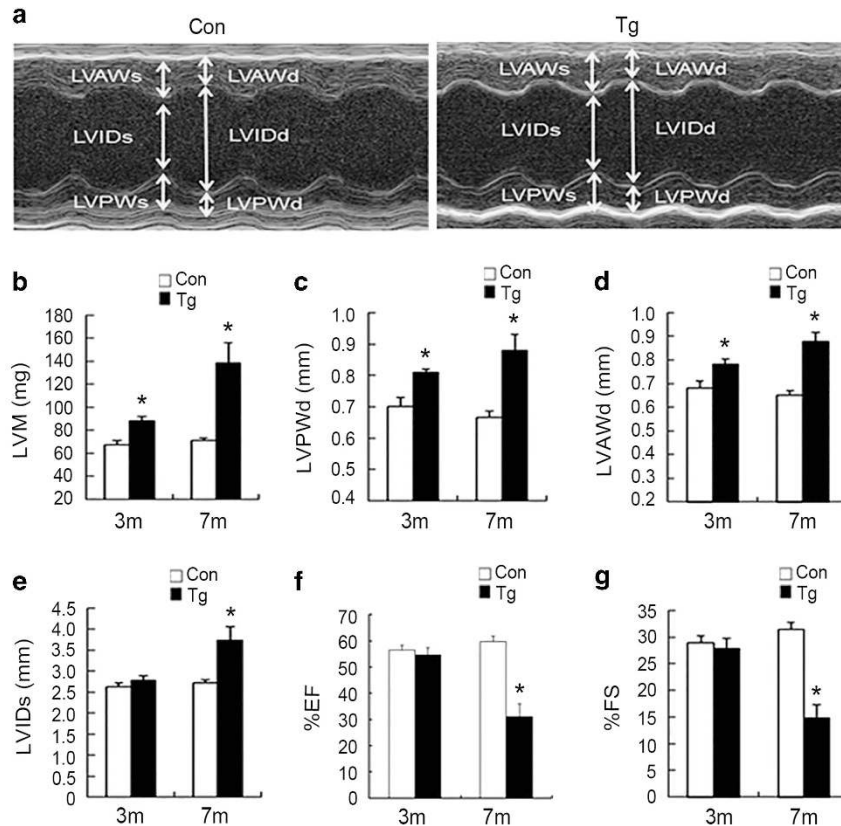 a
Con
Tg
LVAWs LVAWd
LVIDs LVIDd
LVPWs LVPWd
LVAWs LVAWd
LVIDs LVIDd
LVPWs LVPWd
b
Con
Tg
LVM (mg)
180
160
140
120
100
80
60
40
20
*
*
3m 7m
c
Con
Tg
LVPWd (mm)
1.0
0.9
0.8
0.7
0.6
0.5
0.4
*
*
3m 7m
d
Con
Tg
LVAWd (mm)
1.0
0.9
0.8
0.7
0.6
0.5
0.4
0.3
0.2
*
*
3m 7m
e
Con
Tg
LVIDs (mm)
4.5
4.0
3.5
3.0
2.5
2.0
1.5
1.0
0.5
0
*
3m 7m
f
Con
Tg
%EF
70
60
50
40
30
20
10
0
*
3m 7m
g
Con
Tg
%FS
35
30
25
20
15
10
5
0
*
3m 7m